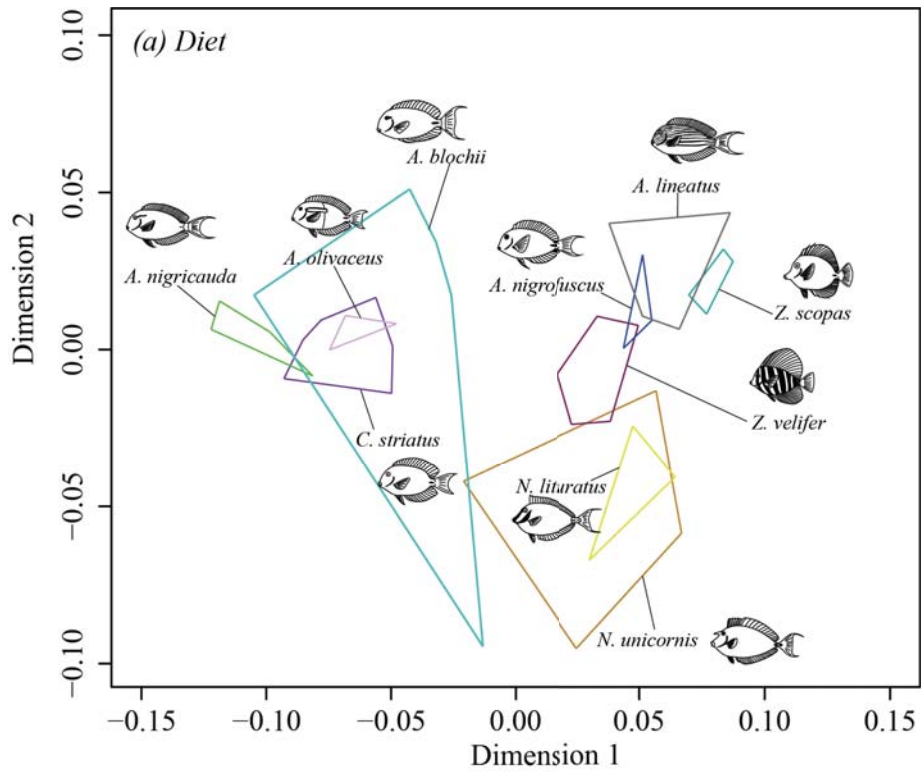 (a) Diet
A. blochii
A. lineatus
A. nigricauda
A. olivaceus
A. nigrofuscus
Z. scopas
Z. velifer
C. striatus
N. lituratus
N. unicornis
Dimension 2
0.10
0.05
0.00
−0.05
−0.10
−0.15
−0.10
−0.05
0.00
0.05
0.10
0.15
Dimension 1